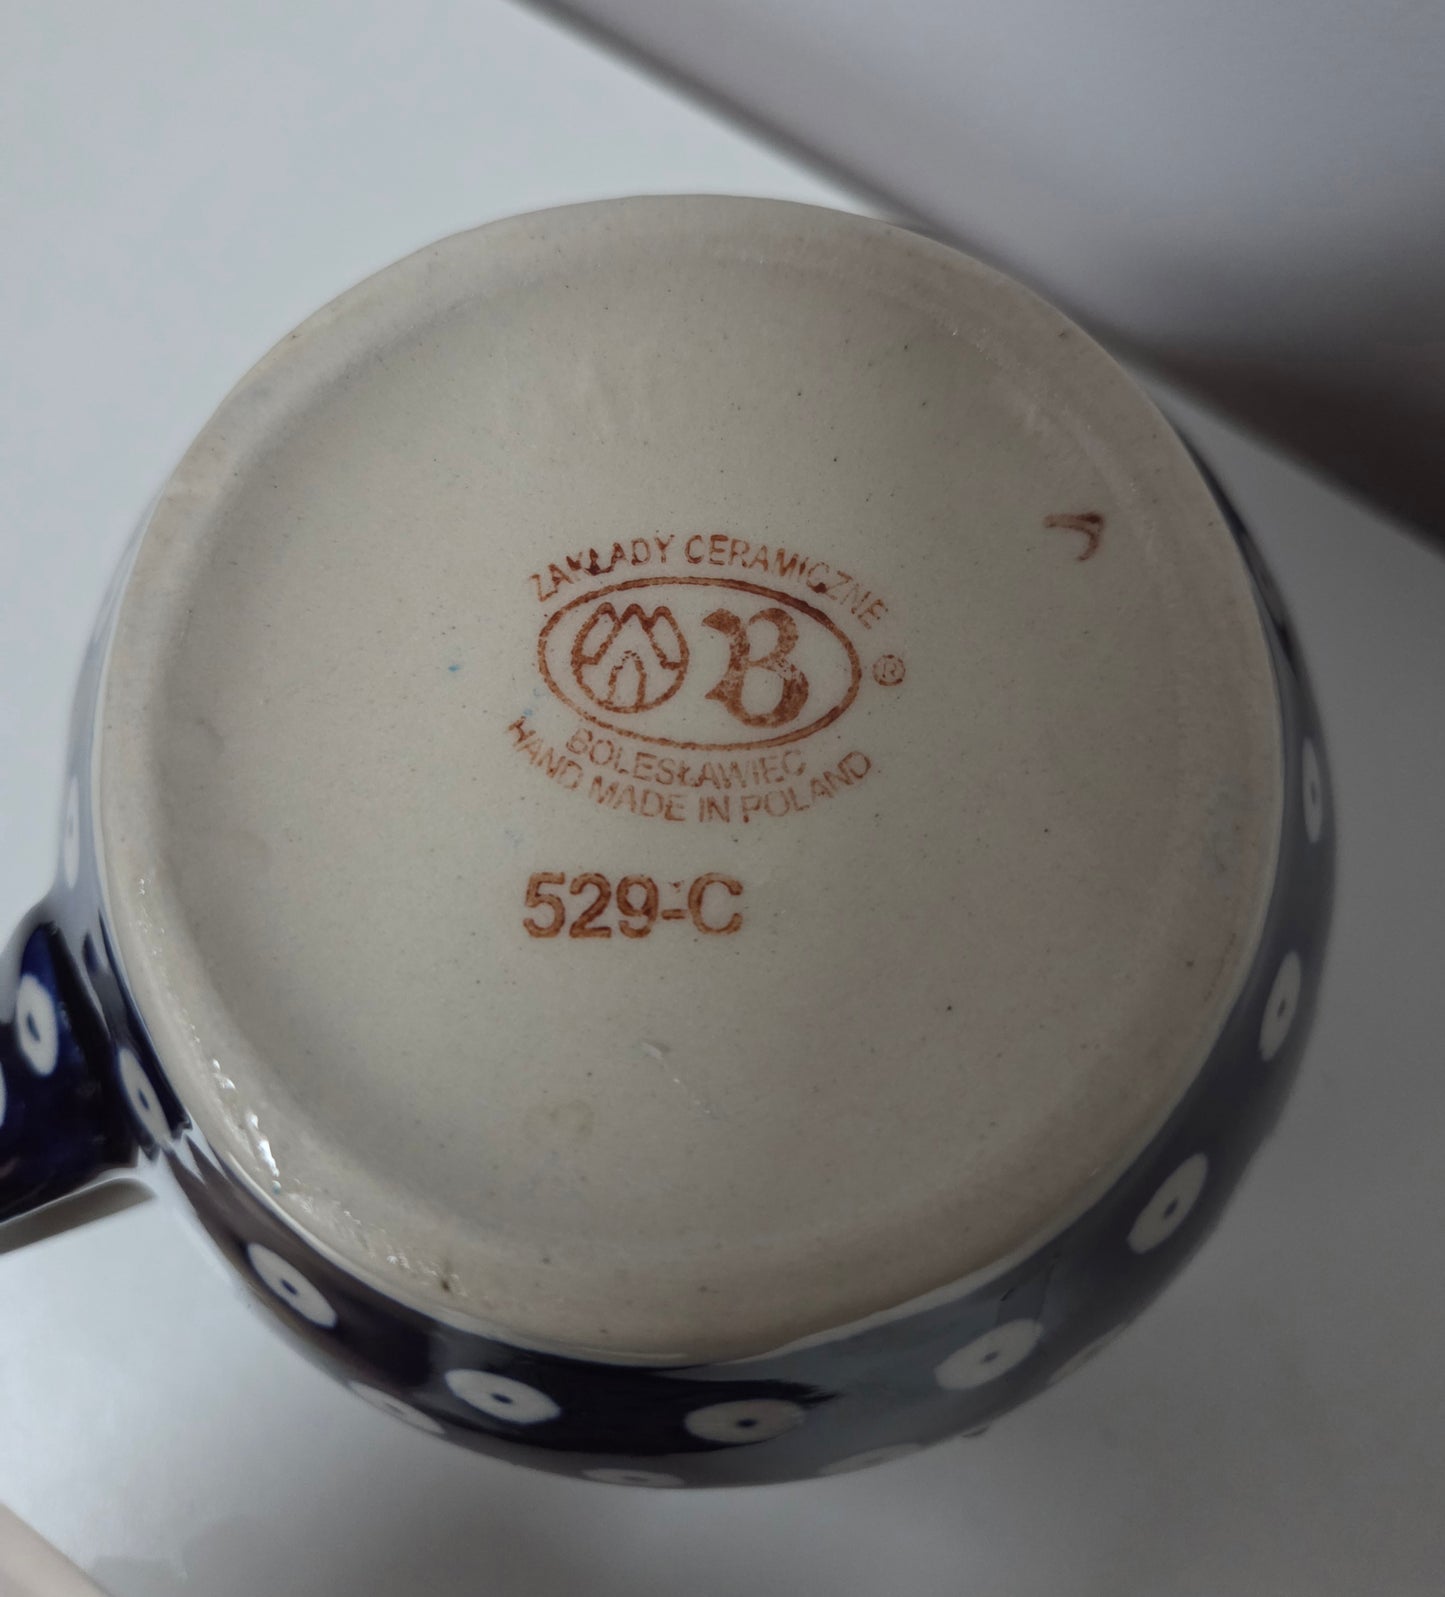 ZAKŁADY CERAMICZNE
B ®
BOLESŁAWIEC
HAND MADE IN POLAND
529-C